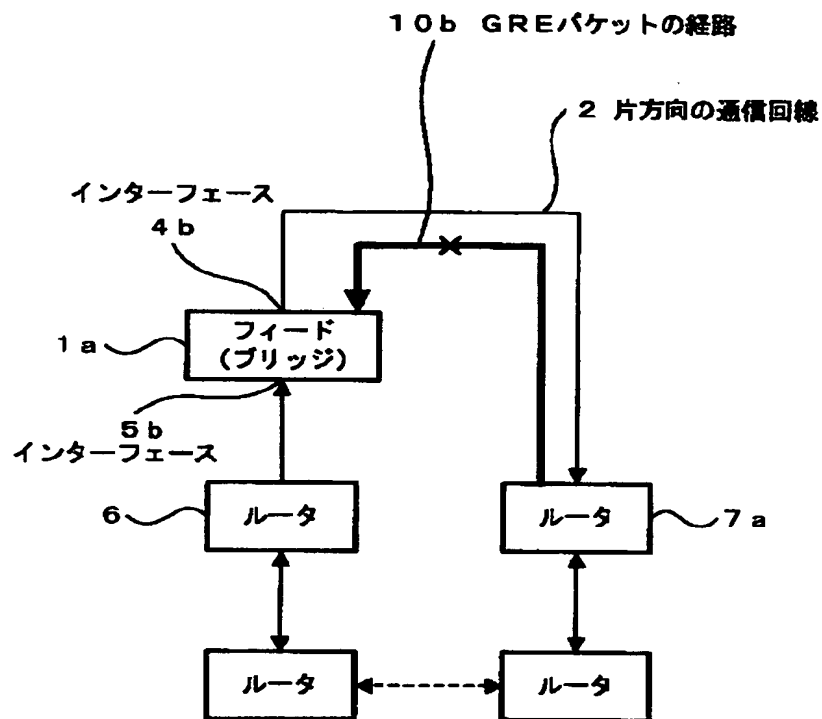 10b GREパケットの経路
2 片方向の通信回線
インターフェース
4b
1a
フィード
(ブリッジ)
5b
インターフェース
6
ルータ
ルータ
7a
ルータ
ルータ